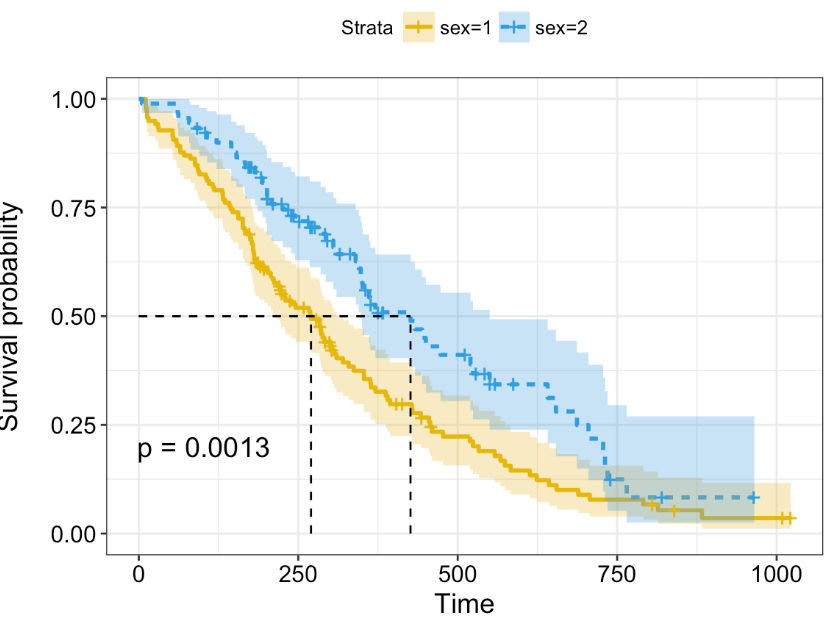 Strata sex=1 sex=2
Survival probability
1.00
0.75
0.50
0.25
0.00
p = 0.0013
0 250 500 750 1000
Time